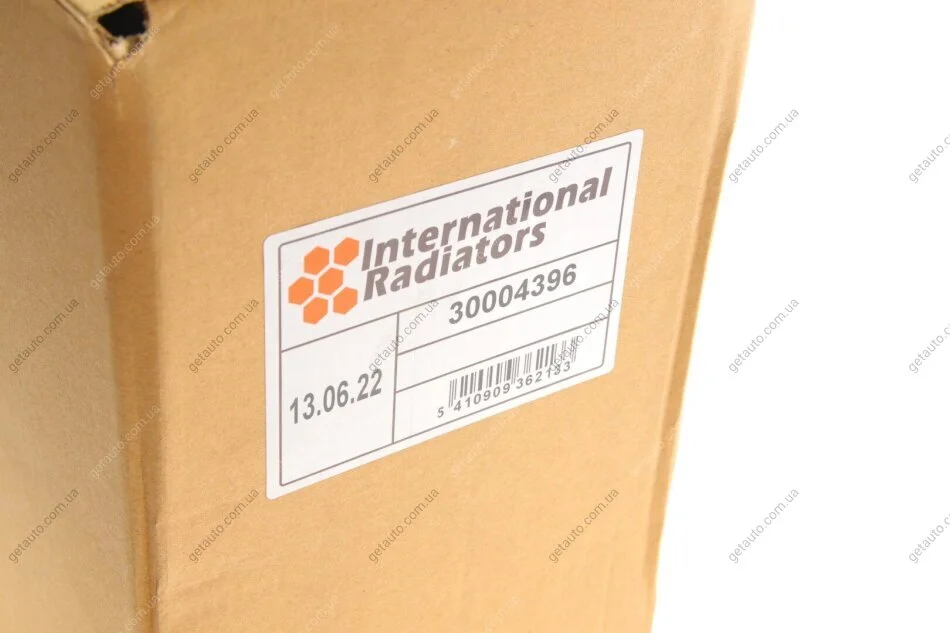 International
Radiators
30004396
13.06.22
5 410909 362133
getauto.com.ua